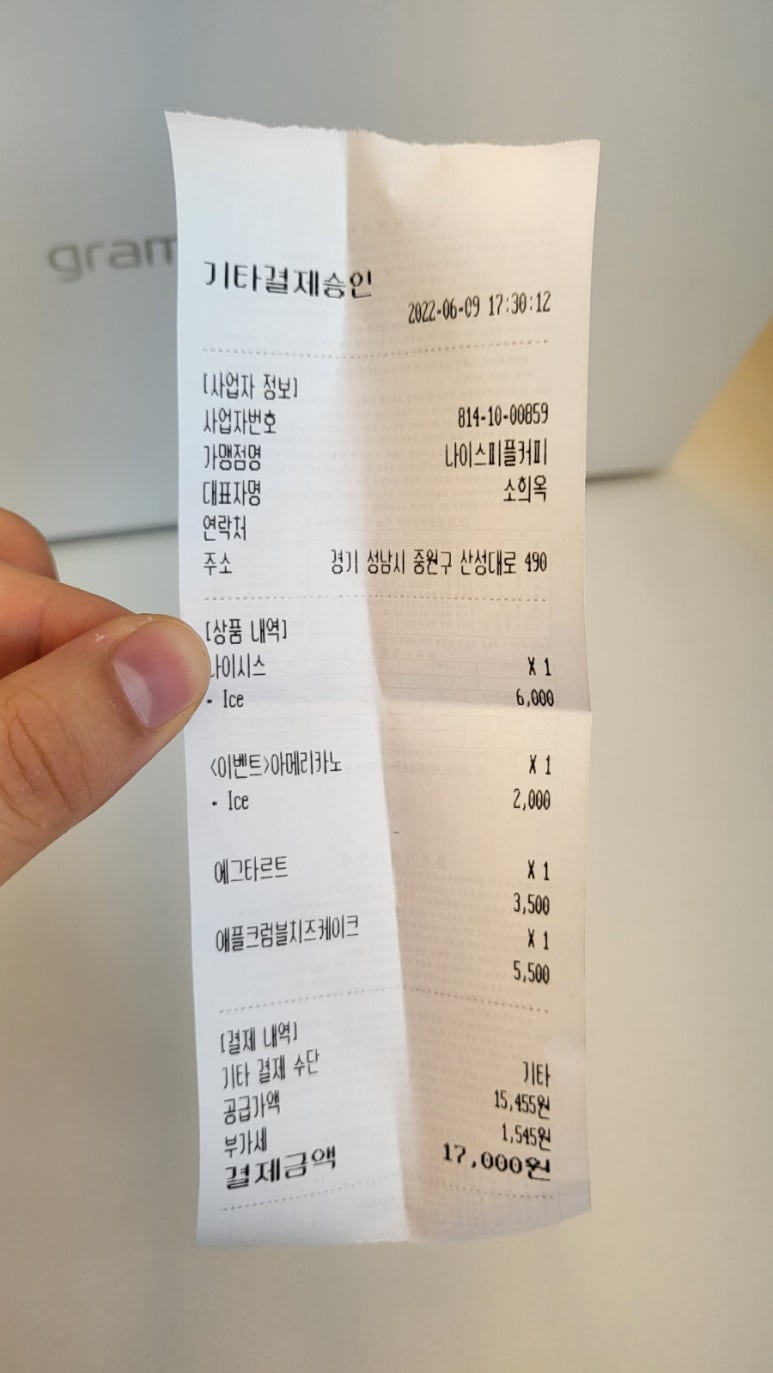 gram
기타결제승인
2022-06-09 17:30:12
[사업자 정보]
사업자번호 814-10-00859
가맹점명 나이스피플커피
대표자명 소희옥
연락처
주소 경기 성남시 중원구 산성대로 490
[상품 내역]
나이시스 X 1
- Ice 6,000
<이벤트>아메리카노 X 1
- Ice 2,000
에그타르트 X 1
3,500
애플크럼블치즈케이크 X 1
5,500
[결제 내역]
기타 결제 수단 기타
공급가액 15,455원
부가세 1,545원
결제금액 17,000원